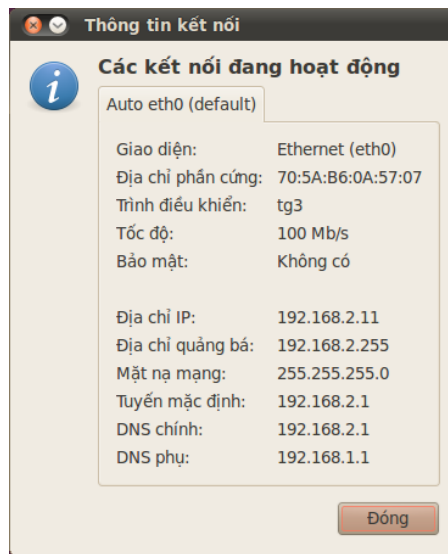 Thông tin kết nối
Các kết nối đang hoạt động
Auto eth0 (default)
Giao diện: Ethernet (eth0)
Địa chỉ phần cứng: 70:5A:B6:0A:57:07
Trình điều khiển: tg3
Tốc độ: 100 Mb/s
Bảo mật: Không có
Địa chỉ IP: 192.168.2.11
Địa chỉ quảng bá: 192.168.2.255
Mặt nạ mạng: 255.255.255.0
Tuyến mặc định: 192.168.2.1
DNS chính: 192.168.2.1
DNS phụ: 192.168.1.1
Đóng